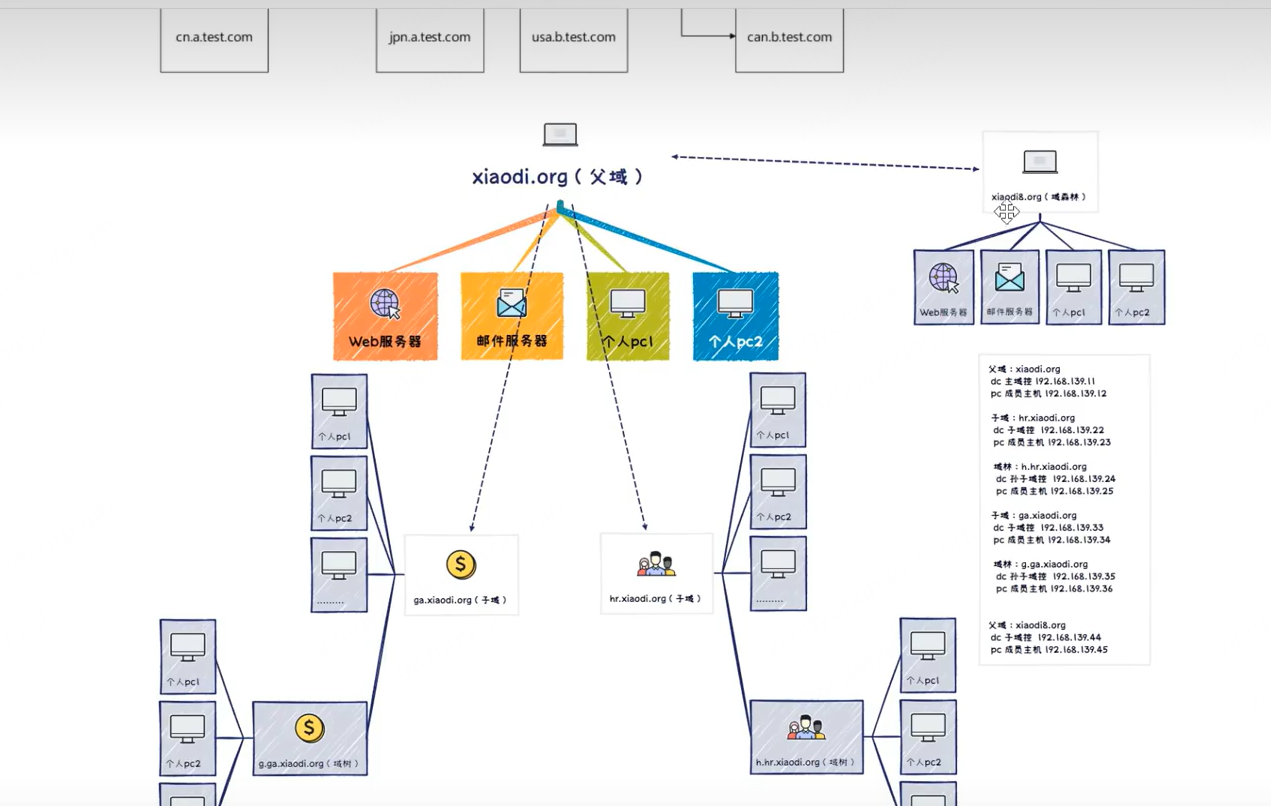 cn.a.test.com
jpn.a.test.com
usa.b.test.com
can.b.test.com
xiaodi.org ( 父域 )
xiaodi8.org ( 域森林 )
Web服务器
邮件服务器
个人pc1
个人pc2
Web服务器
邮件服务器
个人pc1
个人pc2
个人pc1
个人pc2
.........
ga.xiaodi.org ( 子域 )
hr.xiaodi.org ( 子域 )
个人pc1
个人pc2
.........
个人pc1
个人pc2
g.ga.xiaodi.org ( 域树 )
h.hr.xiaodi.org ( 域树 )
个人pc1
个人pc2
父域：xiaodi.org
dc 主域控 192.168.139.11
pc 成员主机 192.168.139.12
子域：hr.xiaodi.org
dc 子域控 192.168.139.22
pc 成员主机 192.168.139.23
域林：h.hr.xiaodi.org
dc 孙子域控 192.168.139.24
pc 成员主机 192.168.139.25
子域：ga.xiaodi.org
dc 子域控 192.168.139.33
pc 成员主机 192.168.139.34
域林：g.ga.xiaodi.org
dc 孙子域控 192.168.139.35
pc 成员主机 192.168.139.36
父域：xiaodi8.org
dc 子域控 192.168.139.44
pc 成员主机 192.168.139.45